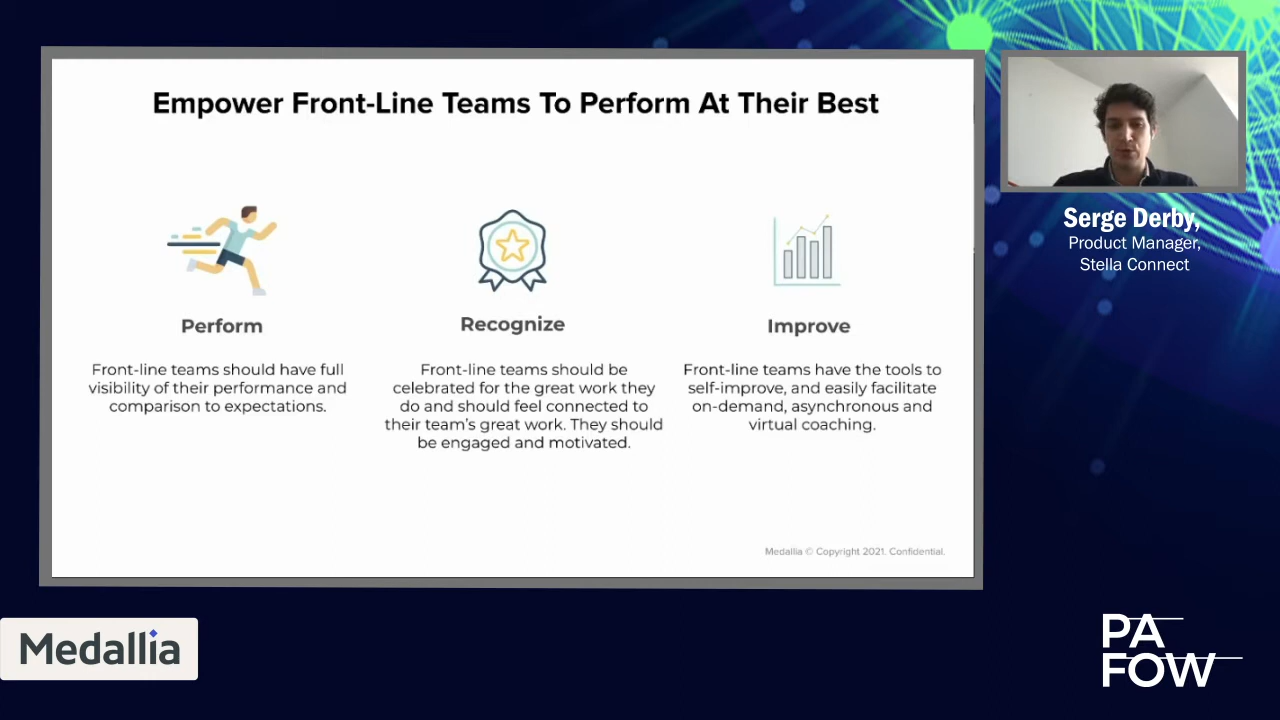 Empower Front-Line Teams To Perform At Their Best
Perform
Front-line teams should have full
visibility of their performance and
comparison to expectations.
Recognize
Front-line teams should be
celebrated for the great work they
do and should feel connected to
their team's great work. They should
be engaged and motivated.
Improve
Front-line teams have the tools to
self-improve, and easily facilitate
on-demand, asynchronous and
virtual coaching.
Medallia © Copyright 2021. Confidential.
Serge Derby,
Product Manager,
Stella Connect
Medallia
PA
FOW